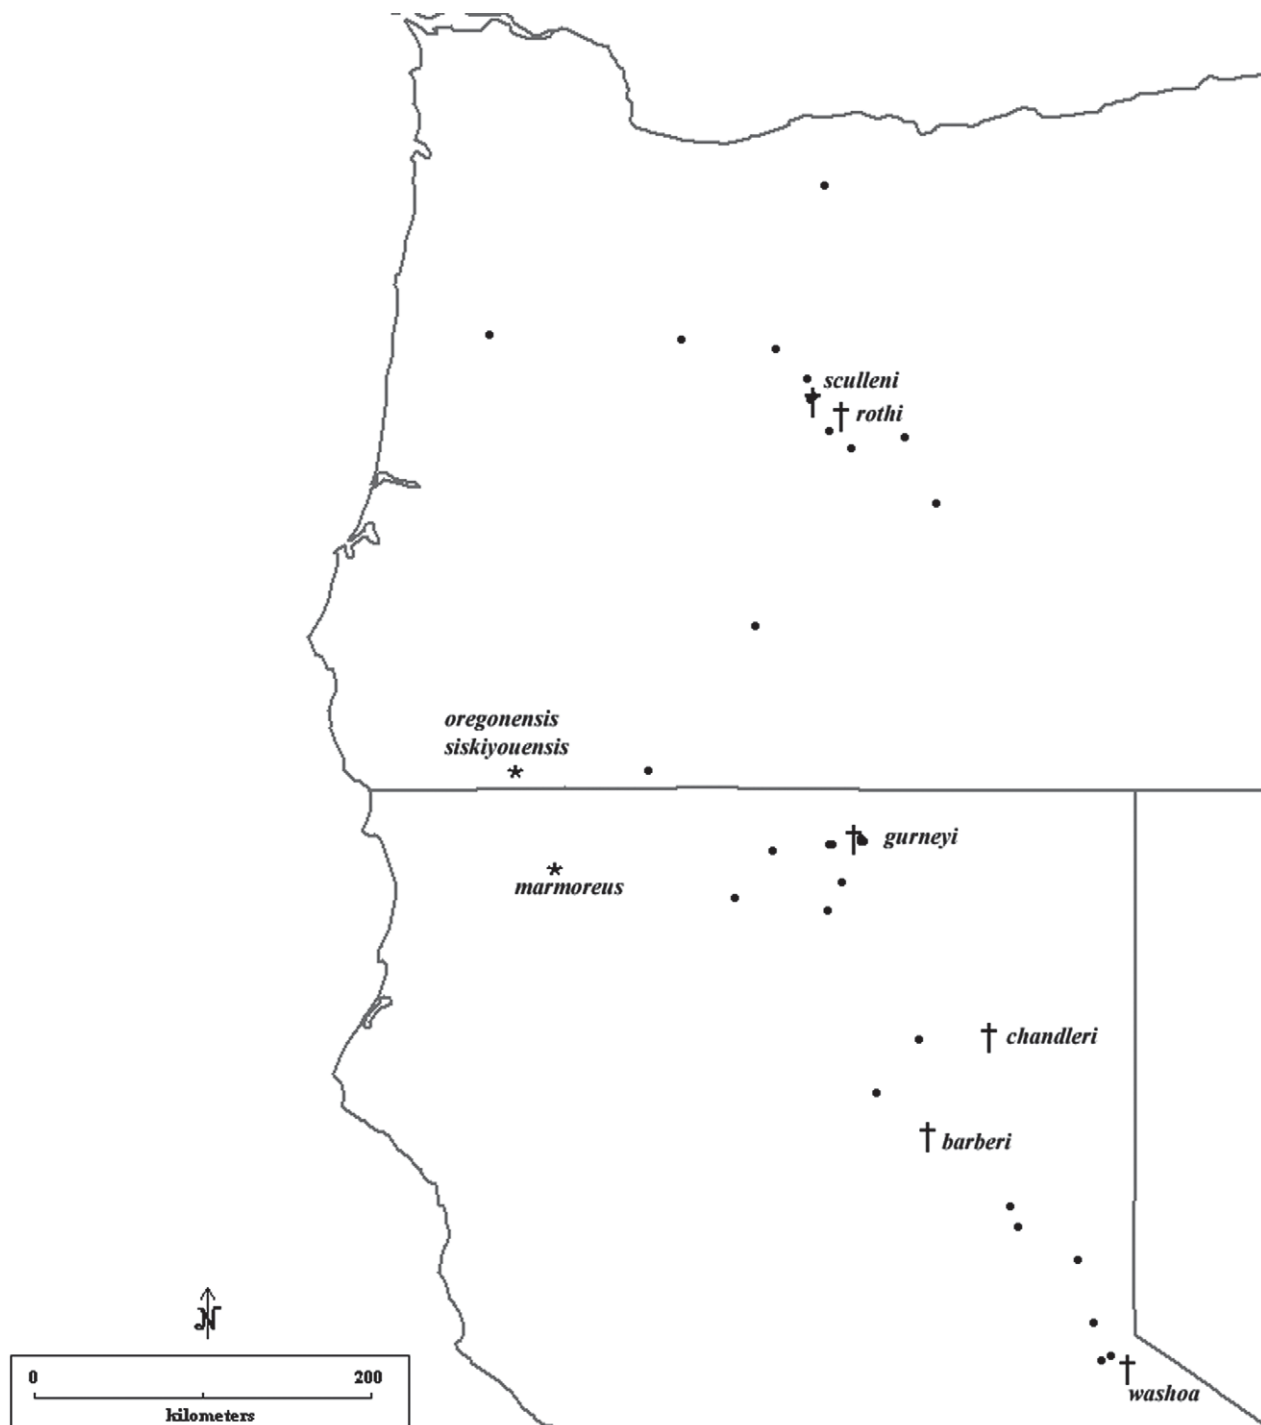 sculleni
rothi
oregonensis
siskiyouensis
gurneyi
marmoreus
chandleri
barberi
N
0 200
kilometers
washoa